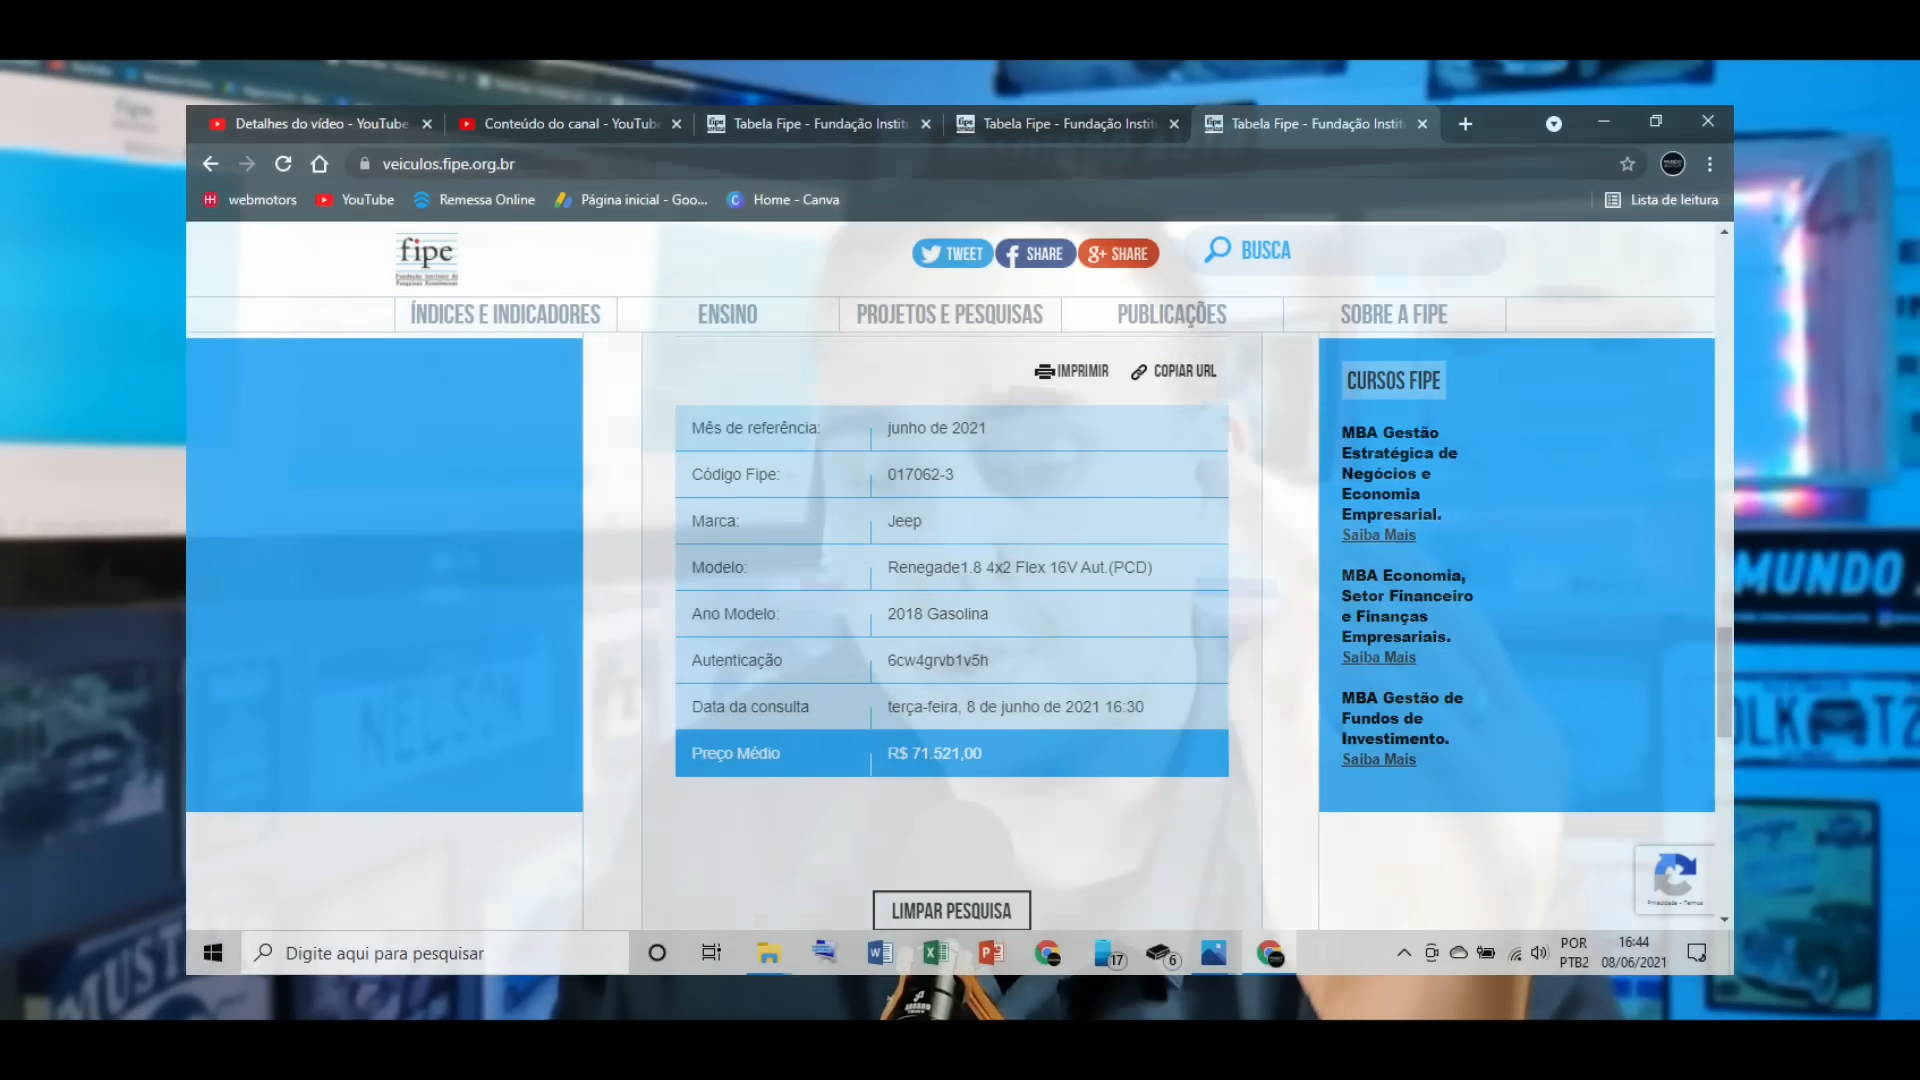 Detalhes do vídeo - YouTube
Conteúdo do canal - YouTube
Tabela Fipe - Fundação Instit
Tabela Fipe - Fundação Instit
Tabela Fipe - Fundação Instit
veiculos.fipe.org.br
webmotors
YouTube
Remessa Online
Página inicial - Goo...
Home - Canva
Lista de leitura
fipe
TWEET
SHARE
SHARE
BUSCA
ÍNDICES E INDICADORES
ENSINO
PROJETOS E PESQUISAS
PUBLICAÇÕES
SOBRE A FIPE
IMPRIMIR
COPIAR URL
Mês de referência: junho de 2021
Código Fipe: 017062-3
Marca: Jeep
Modelo: Renegade1.8 4x2 Flex 16V Aut.(PCD)
Ano Modelo: 2018 Gasolina
Autenticação 6cw4grvb1v5h
Data da consulta terça-feira, 8 de junho de 2021 16:30
Preço Médio R$ 71.521,00
LIMPAR PESQUISA
CURSOS FIPE
MBA Gestão
Estratégica de
Negócios e
Economia
Empresarial.
Saiba Mais
MBA Economia,
Setor Financeiro
e Finanças
Empresariais.
Saiba Mais
MBA Gestão de
Fundos de
Investimento.
Saiba Mais
Privacidade - Termos
MUNDO
NELSON
MUST
Digite aqui para pesquisar
17
6
POR
PTB2
16:44
08/06/2021